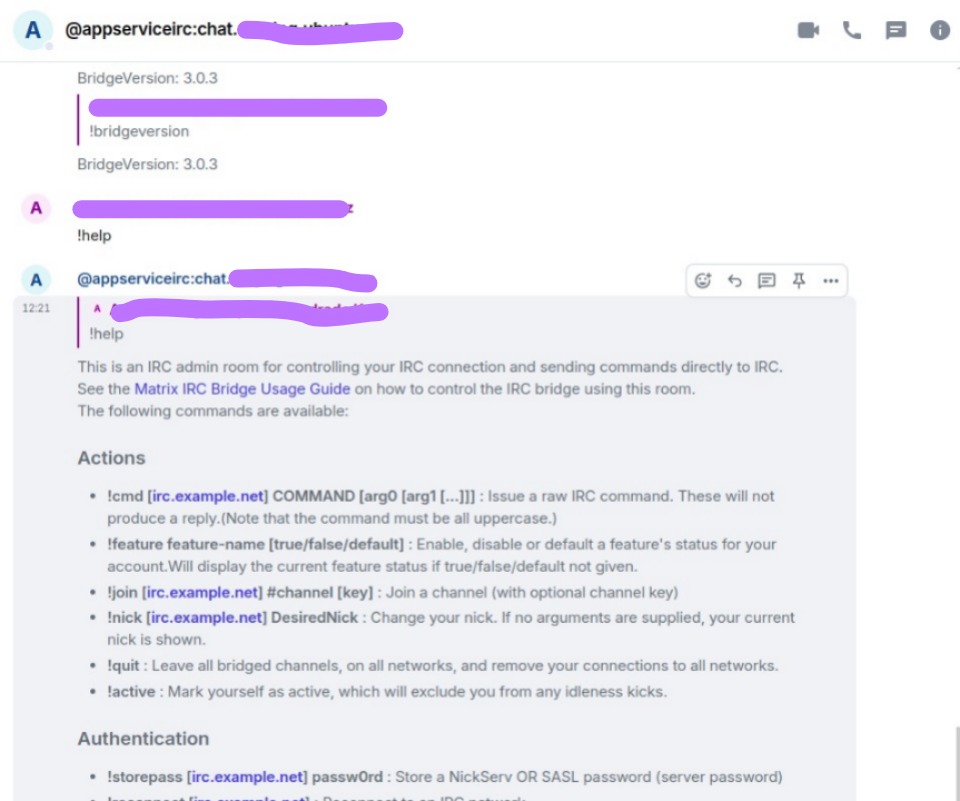 A @appserviceirc:chat.
BridgeVersion: 3.0.3
!bridgeversion
BridgeVersion: 3.0.3
A
!help
A @appserviceirc:chat.
12:21 A
!help
This is an IRC admin room for controlling your IRC connection and sending commands directly to IRC.
See the Matrix IRC Bridge Usage Guide on how to control the IRC bridge using this room.
The following commands are available:
Actions
• !cmd [irc.example.net] COMMAND [arg0 [arg1 [...]]] : Issue a raw IRC command. These will not
produce a reply.(Note that the command must be all uppercase.)
• !feature feature-name [true/false/default] : Enable, disable or default a feature's status for your
account.Will display the current feature status if true/false/default not given.
• !join [irc.example.net] #channel [key] : Join a channel (with optional channel key)
• !nick [irc.example.net] DesiredNick : Change your nick. If no arguments are supplied, your current
nick is shown.
• !quit : Leave all bridged channels, on all networks, and remove your connections to all networks.
• !active : Mark yourself as active, which will exclude you from any idleness kicks.
Authentication
• !storepass [irc.example.net] passw0rd : Store a NickServ OR SASL password (server password)
• !reconnect [irc.example.net] : Reconnect to an IRC network